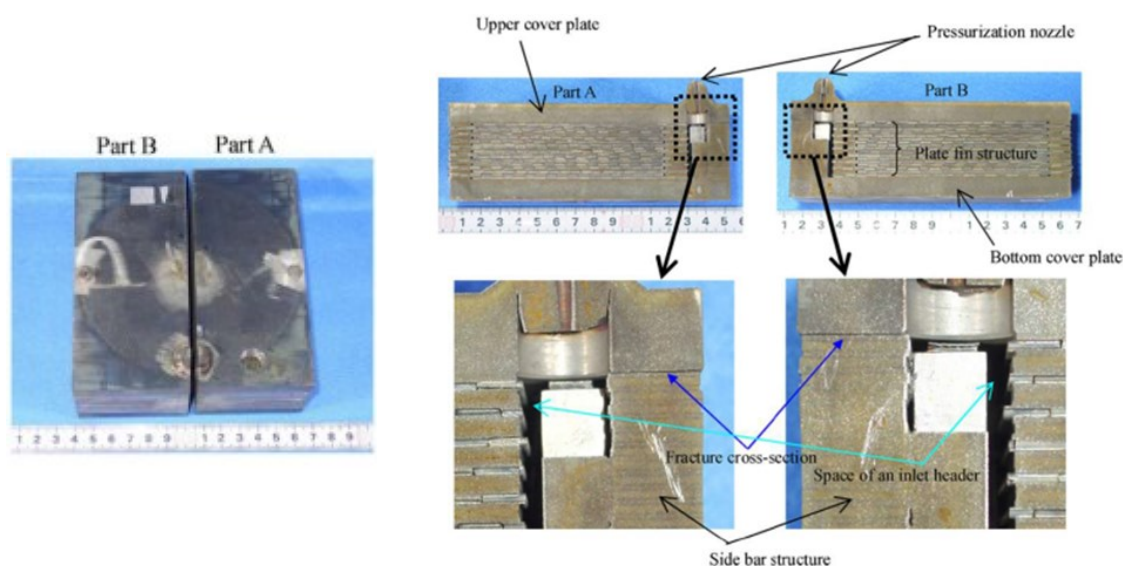 Upper cover plate
Pressurization nozzle
Part A
Part B
Part B Part A
Plate fin structure
1 2 3 4 5 6 7 8 9 1 2 3 4 5 6
1 2 3 4 5 6 7 8 9 1 2 3 4 5 6 7
Bottom cover plate
1 2 3 4 5 6 7 8 9 1 2 3 4 5 6 7 8 9
Fracture cross-section
Space of an inlet header
Side bar structure